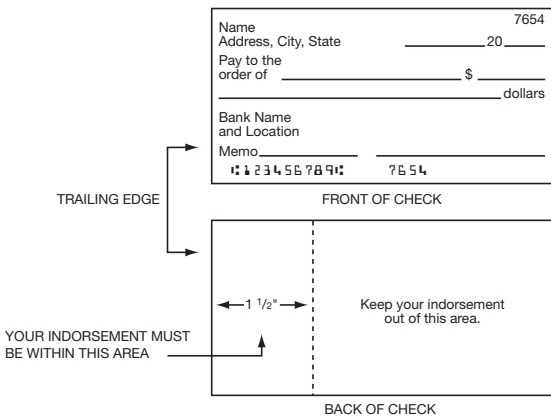 7654
Name
Address, City, State 20
Pay to the
order of $
dollars
Bank Name
and Location
Memo
⑆123456789⑆ 7654
TRAILING EDGE
FRONT OF CHECK
1 1/2"
Keep your indorsement
out of this area.
YOUR INDORSEMENT MUST
BE WITHIN THIS AREA
BACK OF CHECK